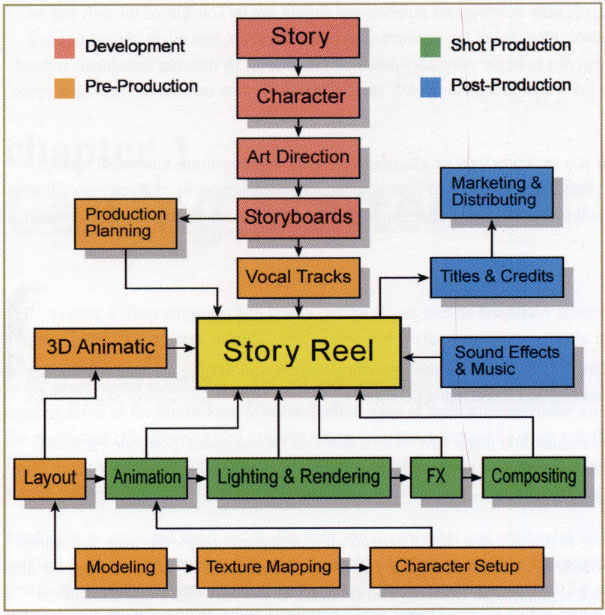 Story
Development
Pre-Production
Shot Production
Post-Production
Character
Art Direction
Marketing &
Distributing
Production
Planning
Storyboards
Vocal Tracks
Titles & Credits
3D Animatic
Story Reel
Sound Effects
& Music
Layout
Animation
Lighting & Rendering
FX
Compositing
Modeling
Texture Mapping
Character Setup